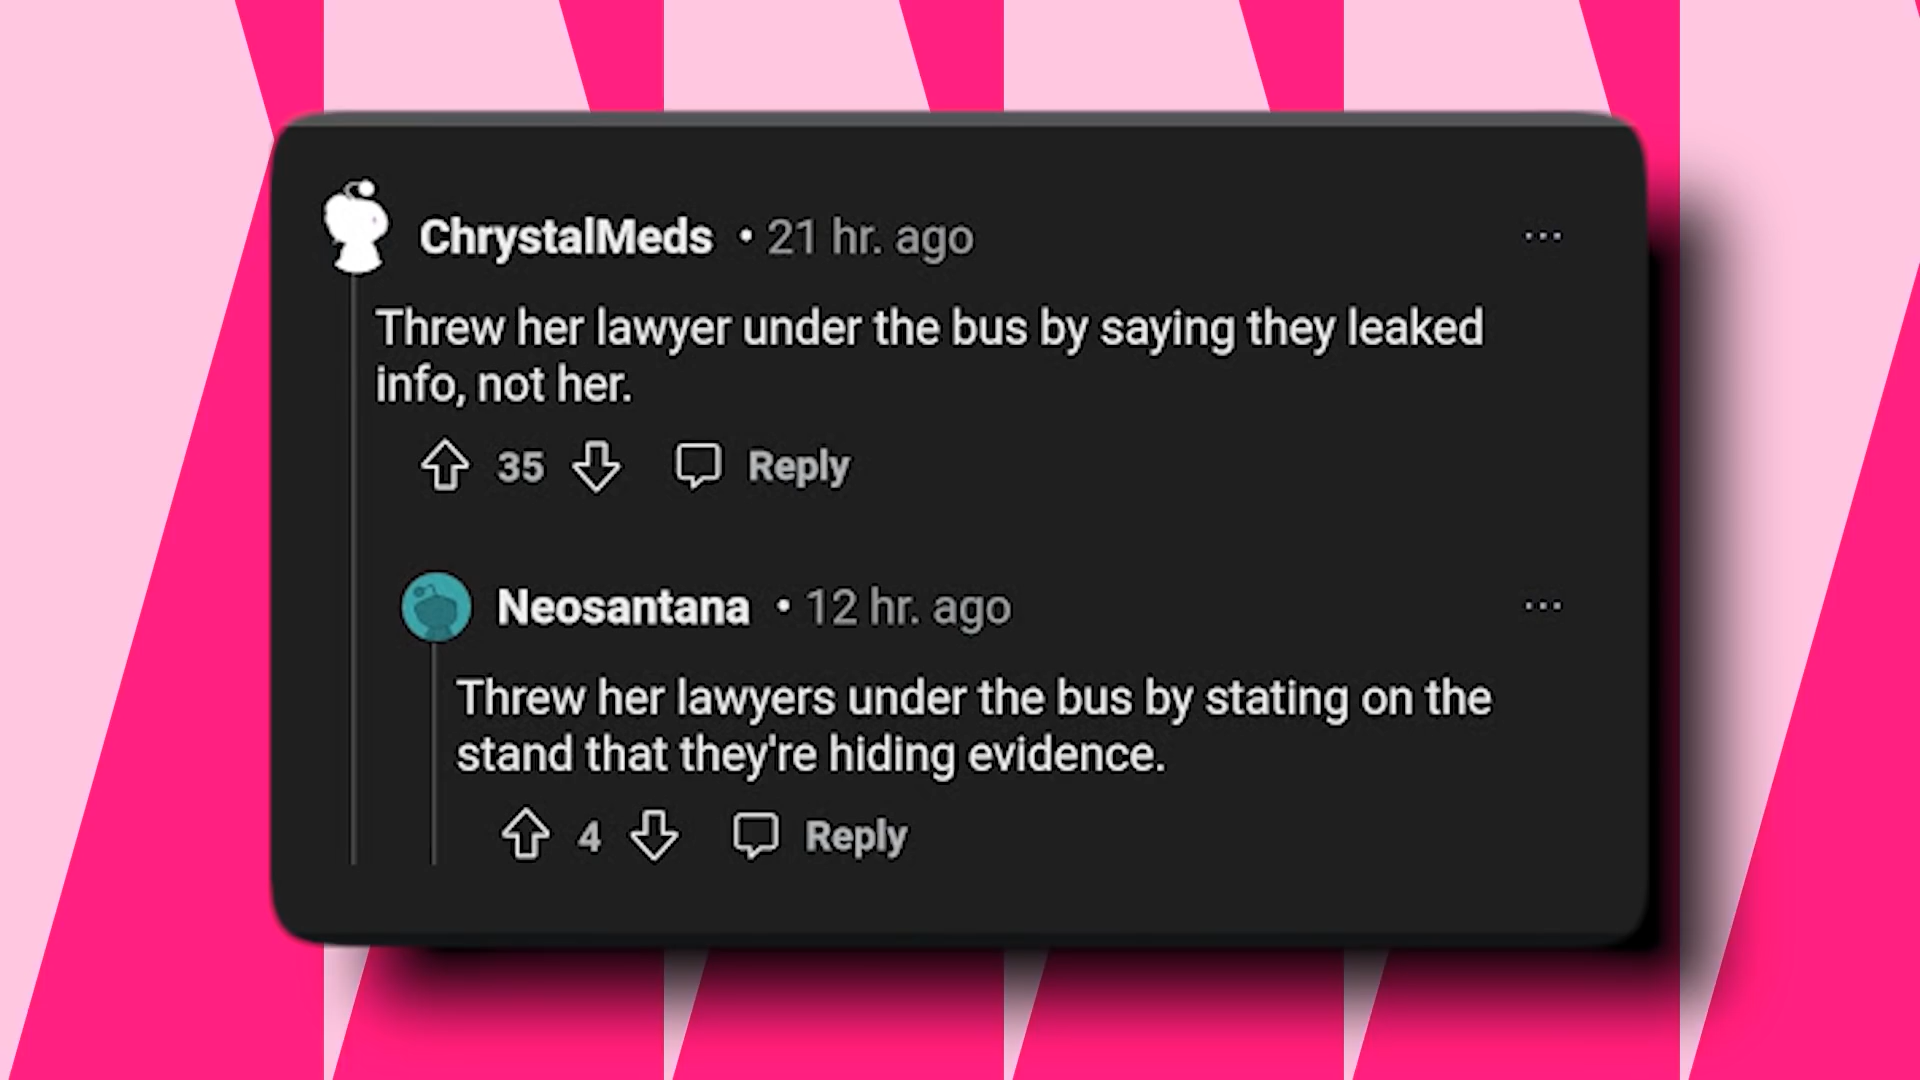 ChrystalMeds • 21 hr. ago
Threw her lawyer under the bus by saying they leaked
info, not her.
35 Reply
Neosantana • 12 hr. ago
Threw her lawyers under the bus by stating on the
stand that they're hiding evidence.
4 Reply